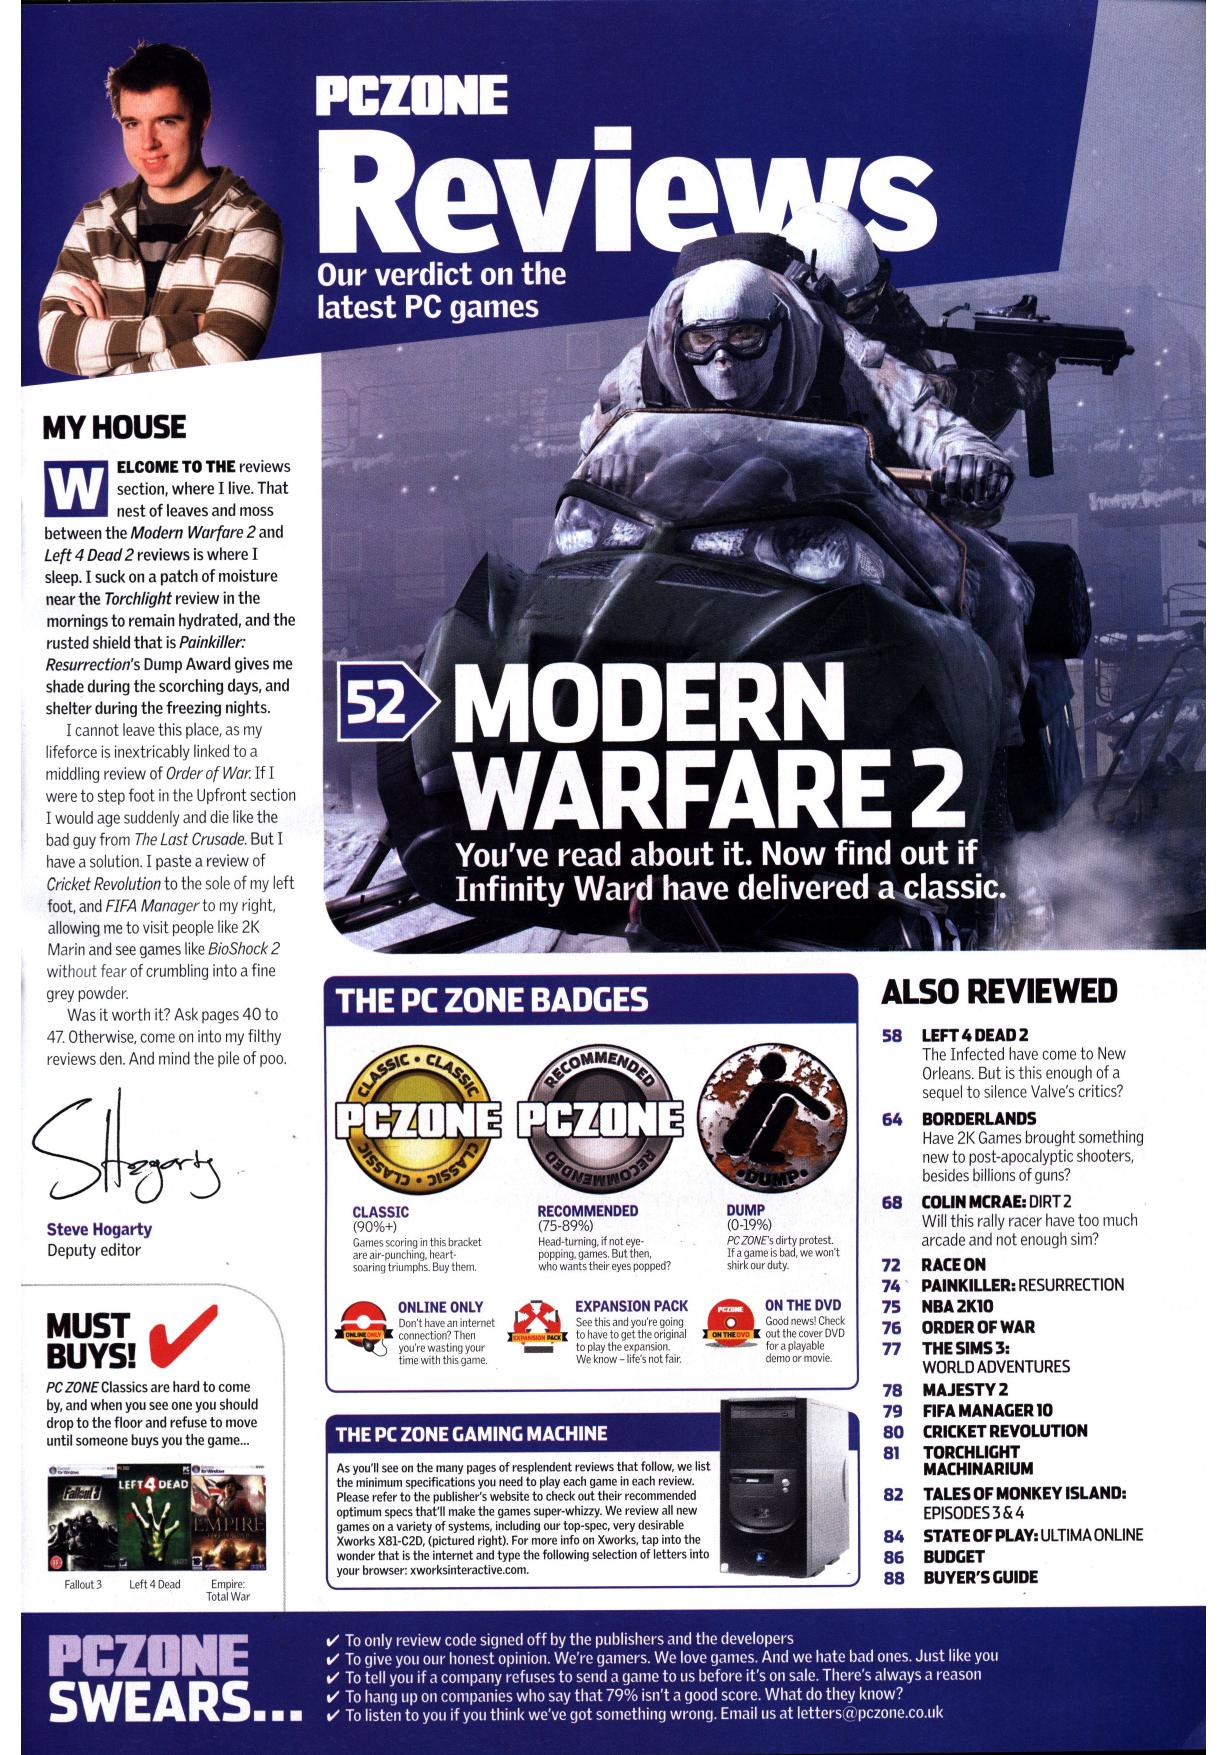 PCZONE
Reviews
Our verdict on the
latest PC games
MY HOUSE
WELCOME TO THE reviews
section, where I live. That
nest of leaves and moss
between the Modern Warfare 2 and
Left 4 Dead 2 reviews is where I
sleep. I suck on a patch of moisture
near the Torchlight review in the
mornings to remain hydrated, and the
rusted shield that is Painkiller:
Resurrection's Dump Award gives me
shade during the scorching days, and
shelter during the freezing nights.
I cannot leave this place, as my
lifeforce is inextricably linked to a
middling review of Order of War. If I
were to step foot in the Upfront section
I would age suddenly and die like the
bad guy from The Last Crusade. But I
have a solution. I paste a review of
Cricket Revolution to the sole of my left
foot, and FIFA Manager to my right,
allowing me to visit people like 2K
Marin and see games like BioShock 2
without fear of crumbling into a fine
grey powder.
Was it worth it? Ask pages 40 to
47. Otherwise, come on into my filthy
reviews den. And mind the pile of poo.
SHogarty
Steve Hogarty
Deputy editor
MUST
BUYS!
PC ZONE Classics are hard to come
by, and when you see one you should
drop to the floor and refuse to move
until someone buys you the game...
Fallout 3
LEFT 4 DEAD
EMPIRE
Fallout 3
Left 4 Dead
Empire:
Total War
52
MODERN
WARFARE 2
You've read about it. Now find out if
Infinity Ward have delivered a classic.
THE PC ZONE BADGES
CLASSIC • CLASSIC
PCZONE
CLASSIC • CLASSIC
RECOMMENDED
PCZONE
RECOMMENDED
•DUMP•
CLASSIC
(90%+)
Games scoring in this bracket
are air-punching, heart-
soaring triumphs. Buy them.
RECOMMENDED
(75-89%)
Head-turning, if not eye-
popping, games. But then,
who wants their eyes popped?
DUMP
(0-19%)
PC ZONE's dirty protest.
If a game is bad, we won't
shirk our duty.
ONLINE ONLY
ONLINE ONLY
Don't have an internet
connection? Then
you're wasting your
time with this game.
EXPANSION PACK
EXPANSION PACK
See this and you're going
to have to get the original
to play the expansion.
We know – life's not fair.
PCZONE
ON THE DVD
ON THE DVD
Good news! Check
out the cover DVD
for a playable
demo or movie.
THE PC ZONE GAMING MACHINE
As you'll see on the many pages of resplendent reviews that follow, we list
the minimum specifications you need to play each game in each review.
Please refer to the publisher's website to check out their recommended
optimum specs that'll make the games super-whizzy. We review all new
games on a variety of systems, including our top-spec, very desirable
Xworks X81-C2D, (pictured right). For more info on Xworks, tap into the
wonder that is the internet and type the following selection of letters into
your browser: xworksinteractive.com.
ALSO REVIEWED
58 LEFT 4 DEAD 2
The Infected have come to New
Orleans. But is this enough of a
sequel to silence Valve's critics?
64 BORDERLANDS
Have 2K Games brought something
new to post-apocalyptic shooters,
besides billions of guns?
68 COLIN MCRAE: DIRT 2
Will this rally racer have too much
arcade and not enough sim?
72 RACE ON
74 PAINKILLER: RESURRECTION
75 NBA 2K10
76 ORDER OF WAR
77 THE SIMS 3:
WORLD ADVENTURES
78 MAJESTY 2
79 FIFA MANAGER 10
80 CRICKET REVOLUTION
81 TORCHLIGHT
MACHINARIUM
82 TALES OF MONKEY ISLAND:
EPISODES 3 & 4
84 STATE OF PLAY: ULTIMA ONLINE
86 BUDGET
88 BUYER'S GUIDE
PCZONE
SWEARS...
✔ To only review code signed off by the publishers and the developers
✔ To give you our honest opinion. We're gamers. We love games. And we hate bad ones. Just like you
✔ To tell you if a company refuses to send a game to us before it's on sale. There's always a reason
✔ To hang up on companies who say that 79% isn't a good score. What do they know?
✔ To listen to you if you think we've got something wrong. Email us at letters@pczone.co.uk